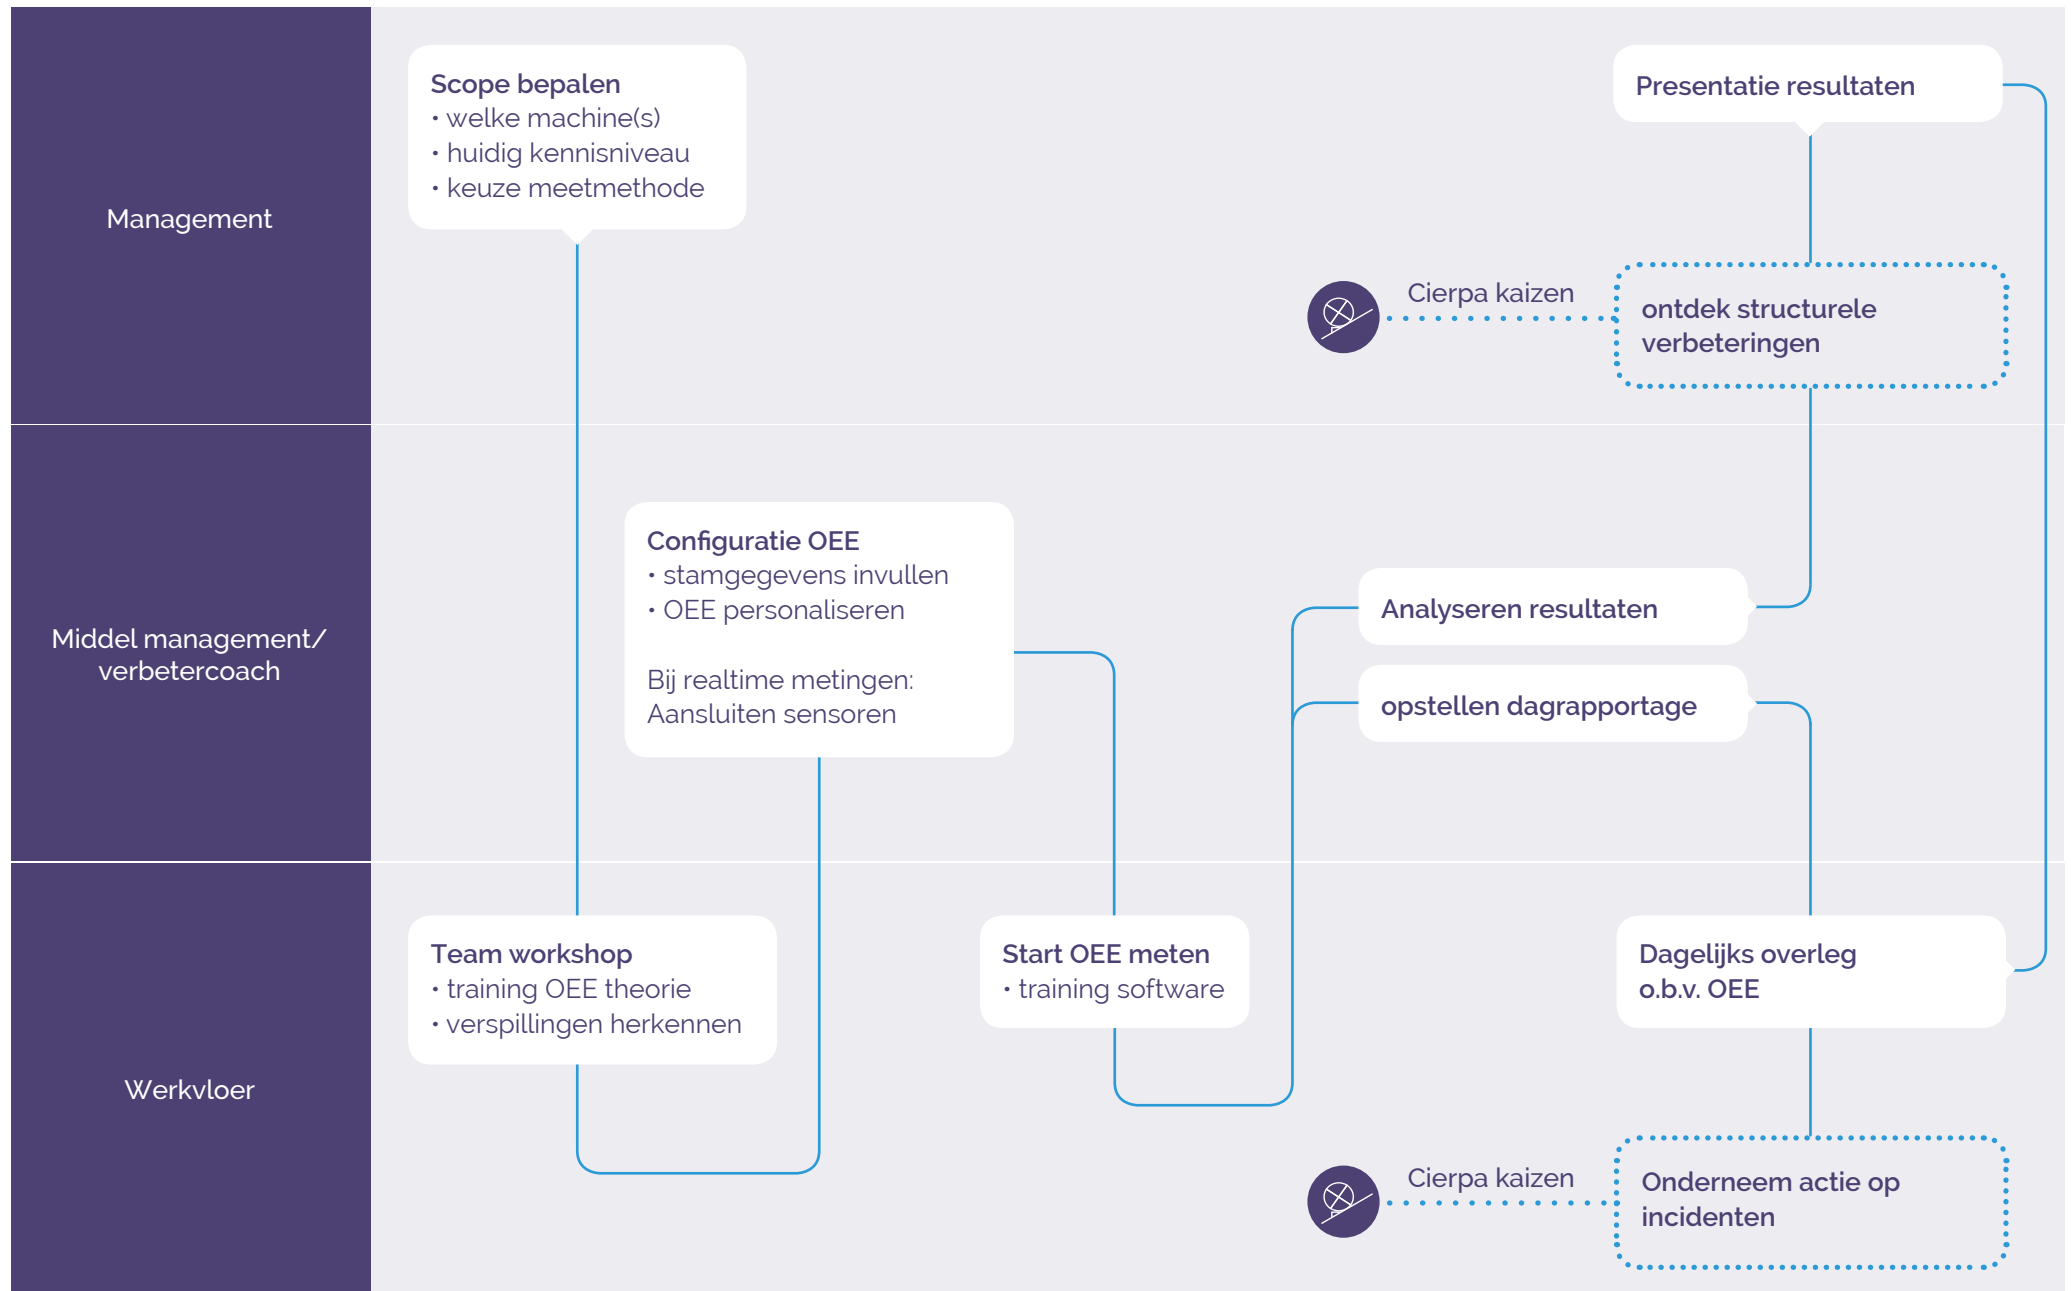 Management
Scope bepalen
• welke machine(s)
• huidig kennisniveau
• keuze meetmethode
Presentatie resultaten
Cierpa kaizen
ontdek structurele
verbeteringen
Middel management/
verbetercoach
Configuratie OEE
• stamgegevens invullen
• OEE personaliseren
Bij realtime metingen:
Aansluiten sensoren
Analyseren resultaten
opstellen dagrapportage
Werkvloer
Team workshop
• training OEE theorie
• verspillingen herkennen
Start OEE meten
• training software
Dagelijks overleg
o.b.v. OEE
Cierpa kaizen
Onderneem actie op
incidenten